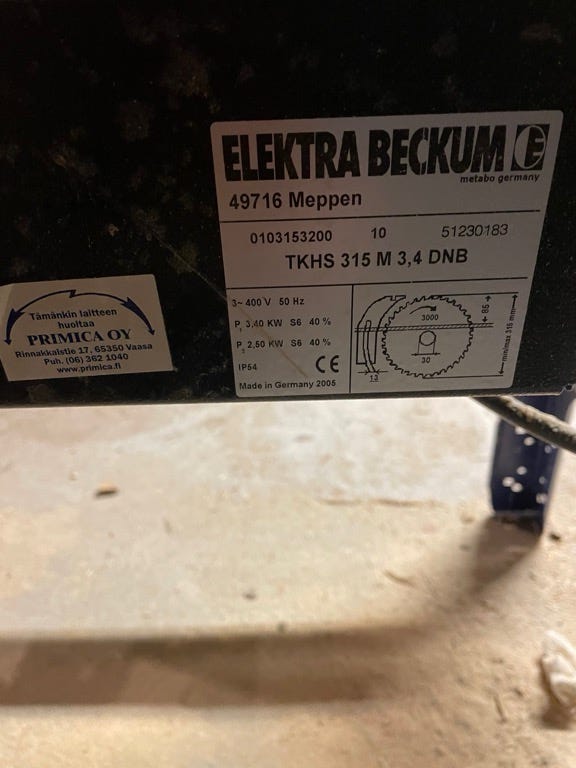 ELEKTRA BECKUM
metabo germany
49716 Meppen
0103153200 10 51230183
TKHS 315 M 3,4 DNB
3~ 400 V 50 Hz
P1 3,40 KW S6 40 %
P2 2,50 KW S6 40 %
IP54 CE
Made in Germany 2005
3000
30
12
85
min/max 315 mm
Tämänkin laitteen
huoltaa
PRIMICA OY
Rinnakkaistie 17, 65350 Vaasa
Puh. (06) 362 1040
www.primica.fi